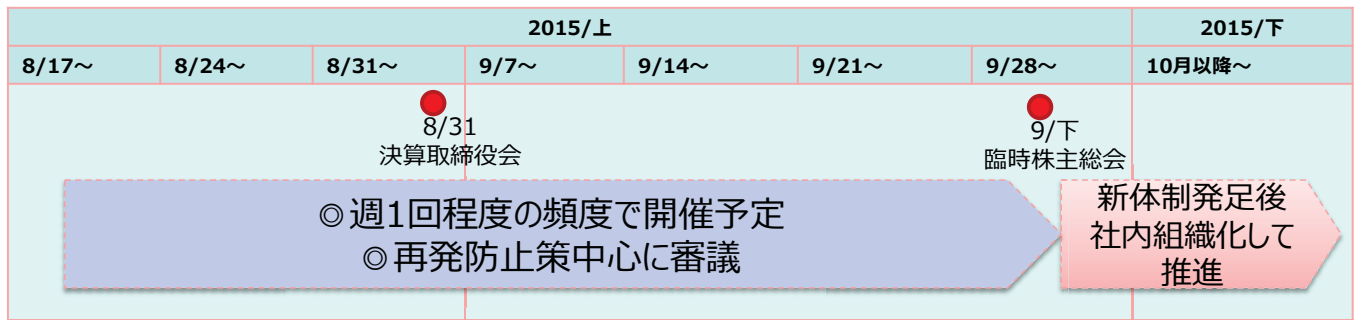 2015/上 2015/下
8/17～ 8/24～ 8/31～ 9/7～ 9/14～ 9/21～ 9/28～ 10月以降～
8/31
決算取締役会
9/下
臨時株主総会
◎週1回程度の頻度で開催予定
◎再発防止策中心に審議
新体制発足後
社内組織化して
推進